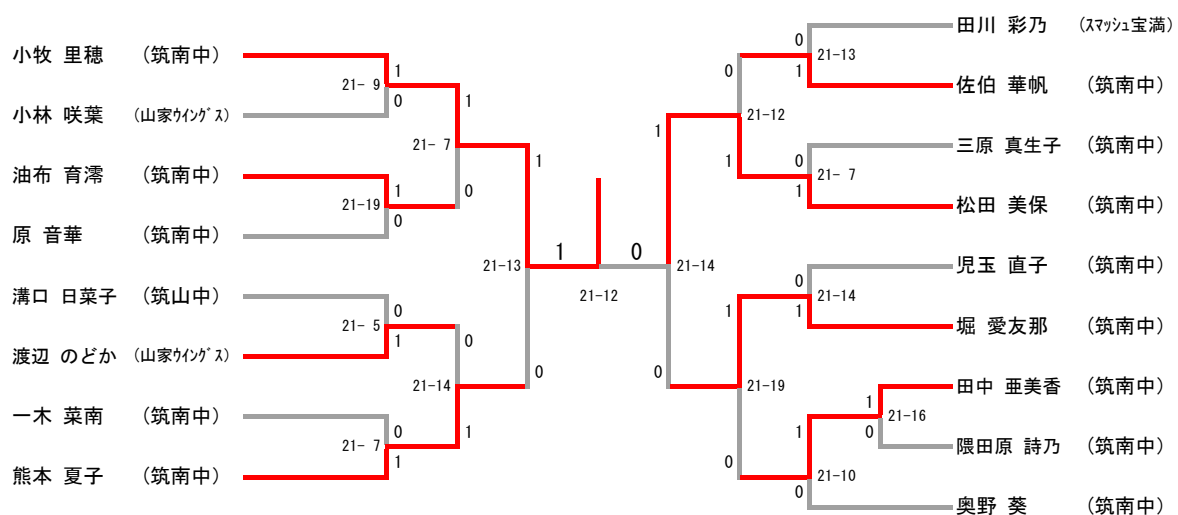 小牧 里穂 (筑南中)
1
21- 9
0
小林 咲葉 (山家ウイングス)
1
21- 7
0
油布 育澪 (筑南中)
1
21-19
0
原 音華 (筑南中)
1
21-13
0
溝口 日菜子 (筑山中)
0
21- 5
1
渡辺 のどか (山家ウイングス)
0
21-14
1
一木 菜南 (筑南中)
0
21- 7
1
熊本 夏子 (筑南中)
1 0
21-12
田川 彩乃 (スマッシュ宝満)
0
21-13
1
佐伯 華帆 (筑南中)
0
21-12
1
三原 真生子 (筑南中)
0
21- 7
1
松田 美保 (筑南中)
1
21-14
0
児玉 直子 (筑南中)
0
21-14
1
堀 愛友那 (筑南中)
1
21-19
0
田中 亜美香 (筑南中)
1
21-16
0
隈田原 詩乃 (筑南中)
1
21-10
0
奥野 葵 (筑南中)